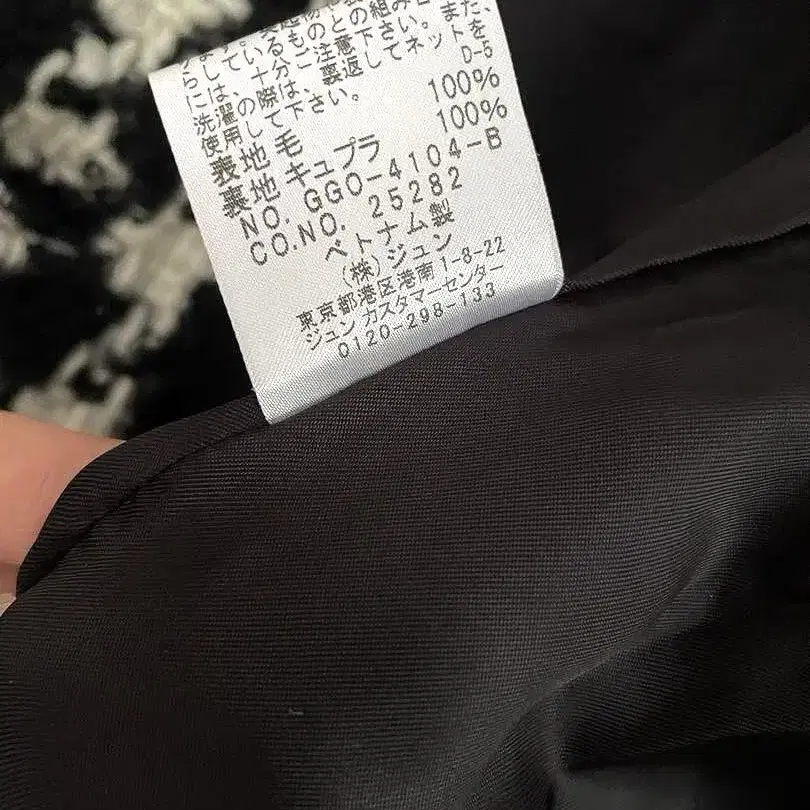 ているものとの組み
らしは、十分ご注意下さい。また、
に洗濯の際は、裏返してネットを
使用して下さい。
D-5
表地 毛 100%
裏地 キュプラ 100%
NO. GGO-4104-B
CO.NO. 25282
ベトナム製
(株)ジュン
東京都港区港南1-8-22
ジュン カスタマーセンター
0120-298-133